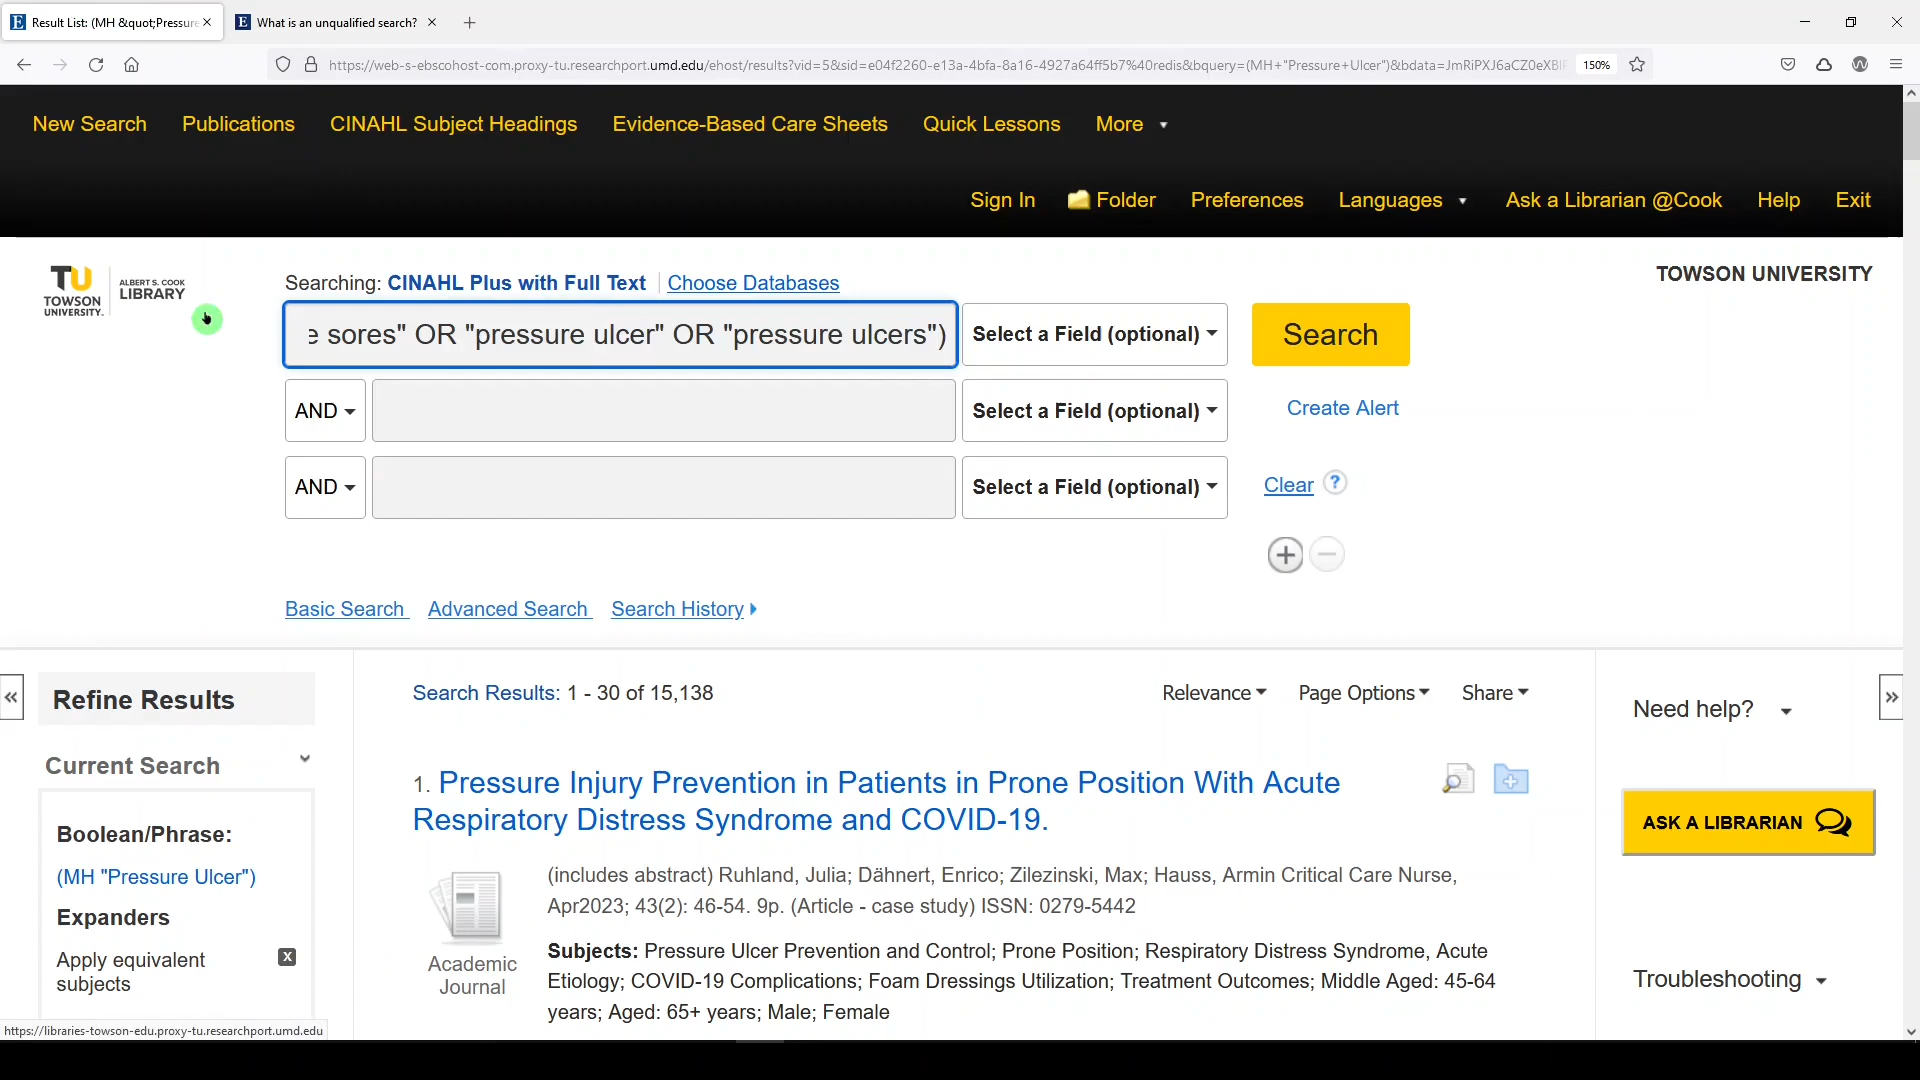 Result List: (MH &quot;Pressure
What is an unqualified search?
https://web-s-ebscohost-com.proxy-tu.researchport.umd.edu/ehost/results?vid=5&sid=e04f2260-e13a-4bfa-8a16-4927a64ff5b7%40redis&bquery=(MH+"Pressure+Ulcer")&bdata=JmRiPXJ6aCZ0eXBl
150%
New Search Publications CINAHL Subject Headings Evidence-Based Care Sheets Quick Lessons More
Sign In Folder Preferences Languages Ask a Librarian @Cook Help Exit
TU
TOWSON
UNIVERSITY.
ALBERT S. COOK
LIBRARY
Searching: CINAHL Plus with Full Text Choose Databases
TOWSON UNIVERSITY
e sores" OR "pressure ulcer" OR "pressure ulcers") Select a Field (optional) Search
AND Select a Field (optional) Create Alert
AND Select a Field (optional) Clear ?
Basic Search Advanced Search Search History
Refine Results
Current Search
Boolean/Phrase:
(MH "Pressure Ulcer")
Expanders
Apply equivalent
subjects
x
Search Results: 1 - 30 of 15,138 Relevance Page Options Share
1. Pressure Injury Prevention in Patients in Prone Position With Acute
Respiratory Distress Syndrome and COVID-19.
(includes abstract) Ruhland, Julia; Dähnert, Enrico; Zilezinski, Max; Hauss, Armin Critical Care Nurse,
Apr2023; 43(2): 46-54. 9p. (Article - case study) ISSN: 0279-5442
Academic
Journal
Subjects: Pressure Ulcer Prevention and Control; Prone Position; Respiratory Distress Syndrome, Acute
Etiology; COVID-19 Complications; Foam Dressings Utilization; Treatment Outcomes; Middle Aged: 45-64
years; Aged: 65+ years; Male; Female
Need help?
ASK A LIBRARIAN
Troubleshooting
https://libraries-towson-edu.proxy-tu.researchport.umd.edu